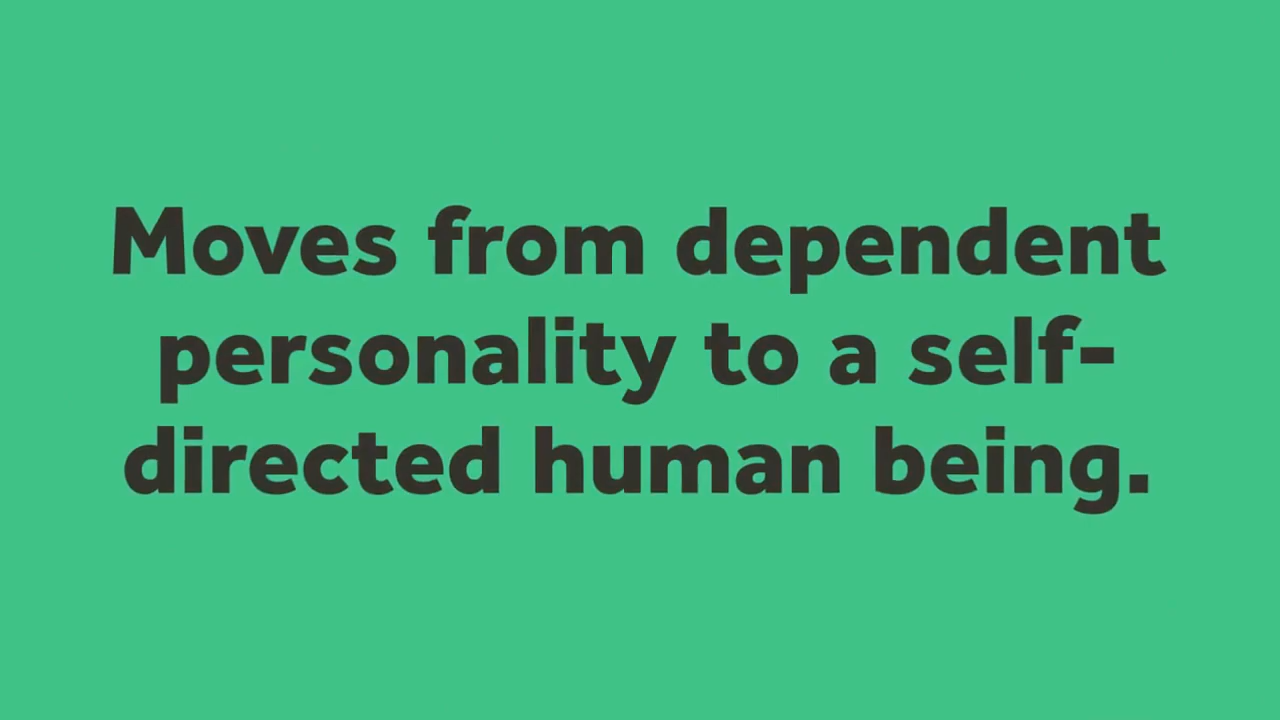 Moves from dependent
personality to a self-
directed human being.